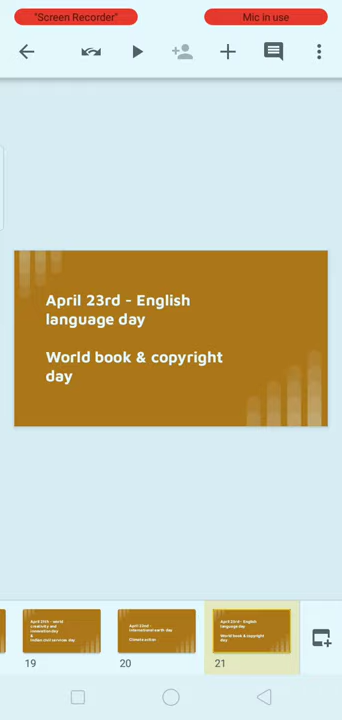 "Screen Recorder"
Mic in use
April 23rd - English
language day
World book & copyright
day
April 21th - world
creativity and
innovation day
&
Indian civil services day
April 22nd -
International earth day
Climate action
April 23rd - English
language day
World book & copyright
day
19
20
21